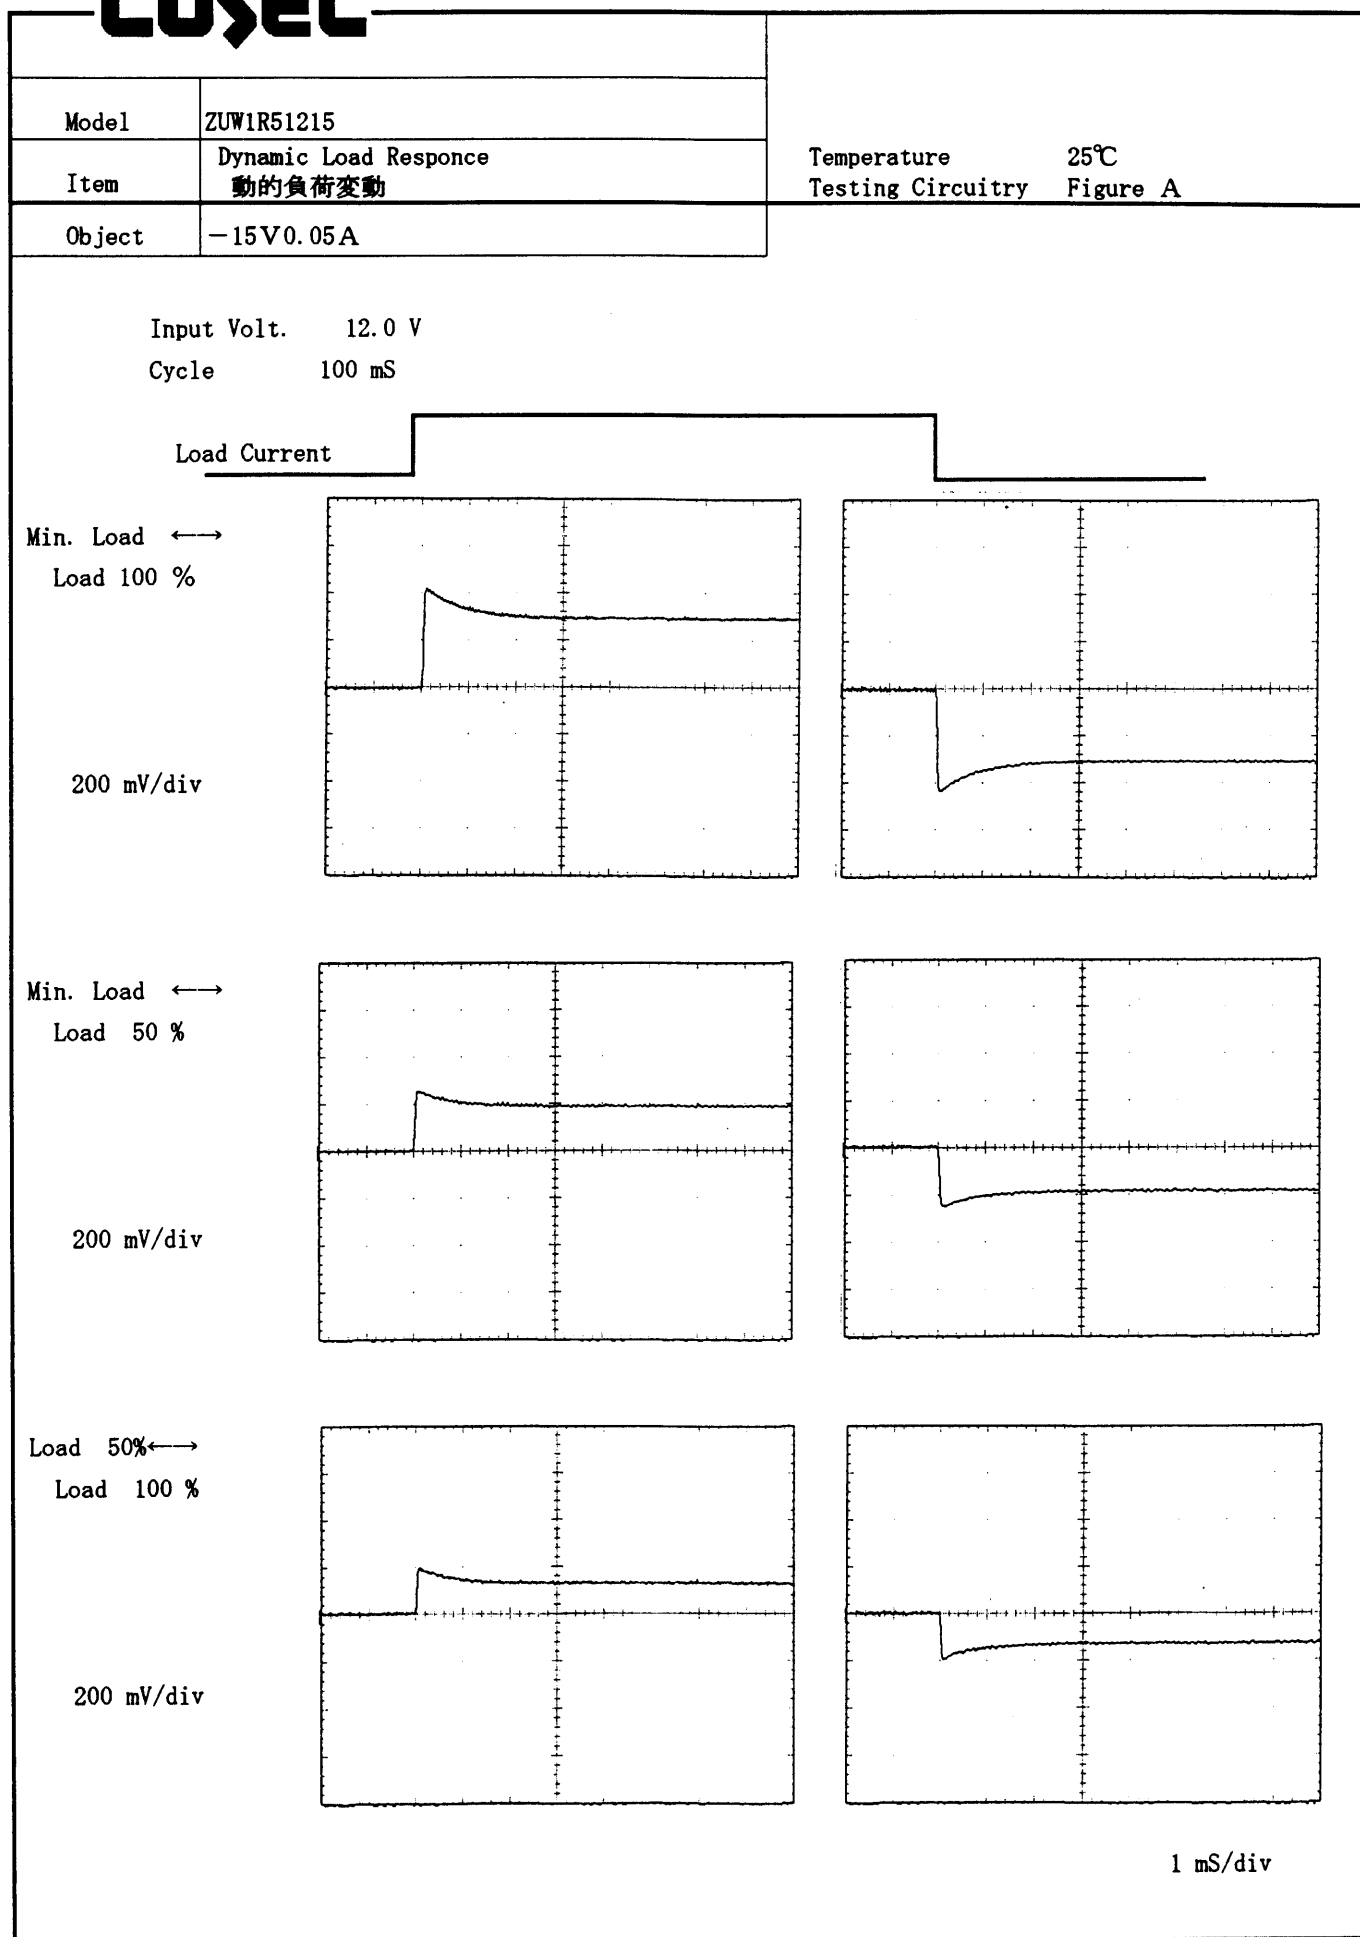 COSEL
Model ZUW1R51215
Item Dynamic Load Responce
動的負荷変動
Temperature 25℃
Testing Circuitry Figure A
Object −15V0.05A
Input Volt. 12.0 V
Cycle 100 mS
Load Current
Min. Load ←→
Load 100 %
200 mV/div
Min. Load ←→
Load 50 %
200 mV/div
Load 50%←→
Load 100 %
200 mV/div
1 mS/div